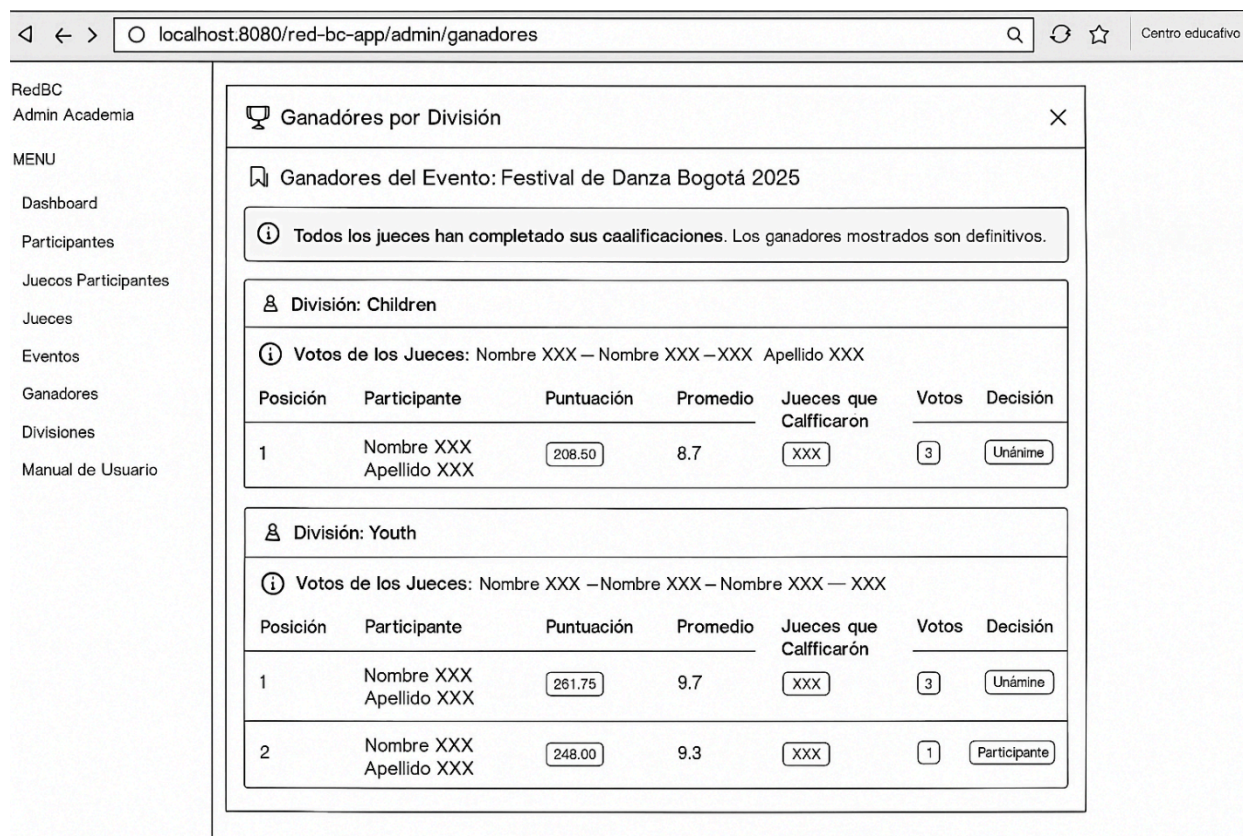 localhost.8080/red-bc-app/admin/ganadores
Centro educativo
RedBC
Admin Academia
MENU
Dashboard
Participantes
Juecos Participantes
Jueces
Eventos
Ganadores
Divisiones
Manual de Usuario
Ganadóres por División
Ganadores del Evento: Festival de Danza Bogotá 2025
Todos los jueces han completado sus caalificaciones. Los ganadores mostrados son definitivos.
División: Children
Votos de los Jueces: Nombre XXX – Nombre XXX –XXX Apellido XXX
Posición Participante Puntuación Promedio Jueces que Calfficarón Votos Decisión
1 Nombre XXX Apellido XXX 208.50 8.7 XXX 3 Unánime
División: Youth
Votos de los Jueces: Nombre XXX –Nombre XXX – Nombre XXX — XXX
Posición Participante Puntuación Promedio Jueces que Calfficarón Votos Decisión
1 Nombre XXX Apellido XXX 261.75 9.7 XXX 3 Unámine
2 Nombre XXX Apellido XXX 248.00 9.3 XXX 1 Participante